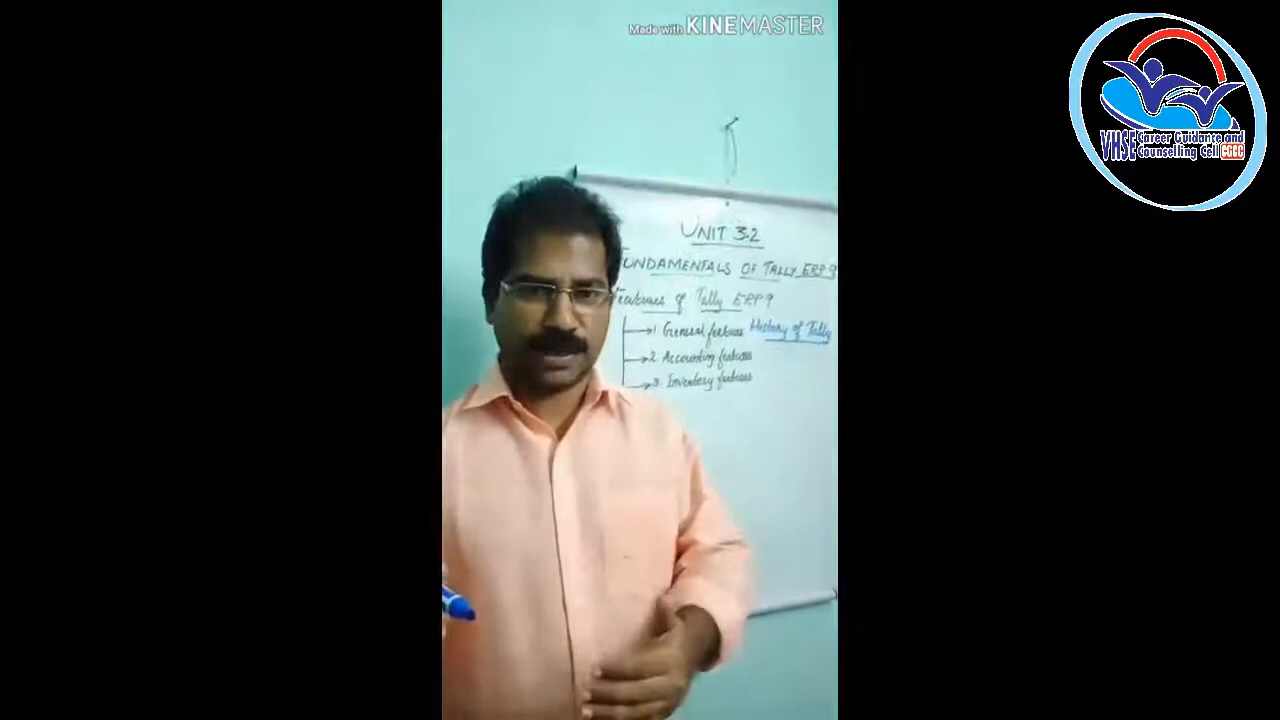 Made with KINEMASTER
VHSE Career Guidance and
Counselling Cell CGCC
UNIT 3.2
FUNDAMENTALS OF TALLY ERP 9
Features of Tally ERP 9
1 General features History of Tally
2. Accounting features
3. Inventory features